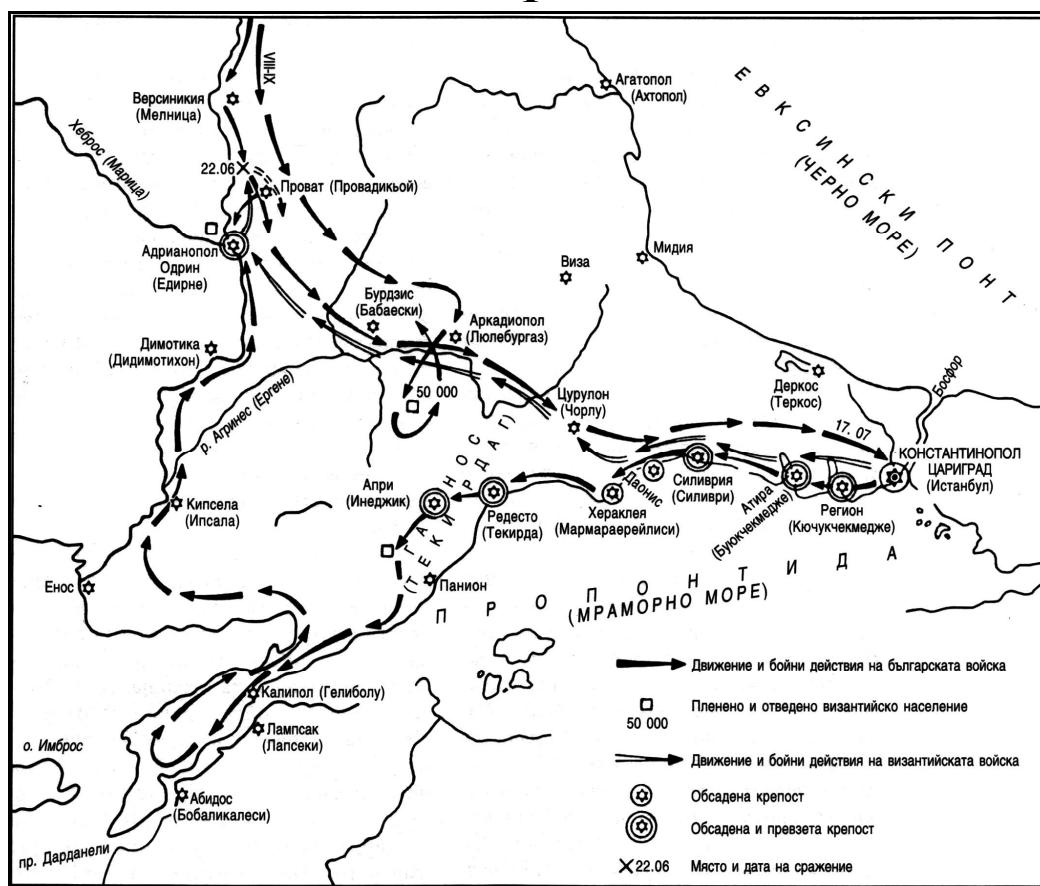 VIII-IX
Версиникия
(Мелница)
Хеброс (Марица)
22.06
Проват (Провадикьой)
Агатопол
(Ахтопол)
ЕВКСИНСКИ ПОНТ
(ЧЕРНО МОРЕ)
Адрианопол
Одрин
(Едирне)
Мидия
Виза
Бурдзис
(Бабаески)
Аркадиопол
(Люлебургаз)
Димотика
(Дидимотихон)
50 000
р. Агринес (Ергене)
Цурулон
(Чорлу)
Деркос
(Теркос)
Босфор
17. 07
КОНСТАНТИНОПОЛ
ЦАРИГРАД
(Истанбул)
Кипсела
(Ипсала)
Апри
(Инеджик)
ГАНОС
(ТЕКИРДАГ)
Редесто
(Текирда)
Хераклея
(Мармараерейлиси)
Даонис
Силиврия
(Силиври)
Атира
(Буюкчекмедже)
Регион
(Кючукчекмедже)
Енос
Панион
ПРОПОНТИДА
(МРАМОРНО МОРЕ)
Калипол (Гелиболу)
Лампсак
(Лапсеки)
о. Имброс
Абидос
(Бобаликалеси)
пр. Дарданели
Движение и бойни действия на българската войска
Пленено и отведено византийско население
50 000
Движение и бойни действия на византийската войска
Обсадена крепост
Обсадена и превзета крепост
22.06 Място и дата на сражение